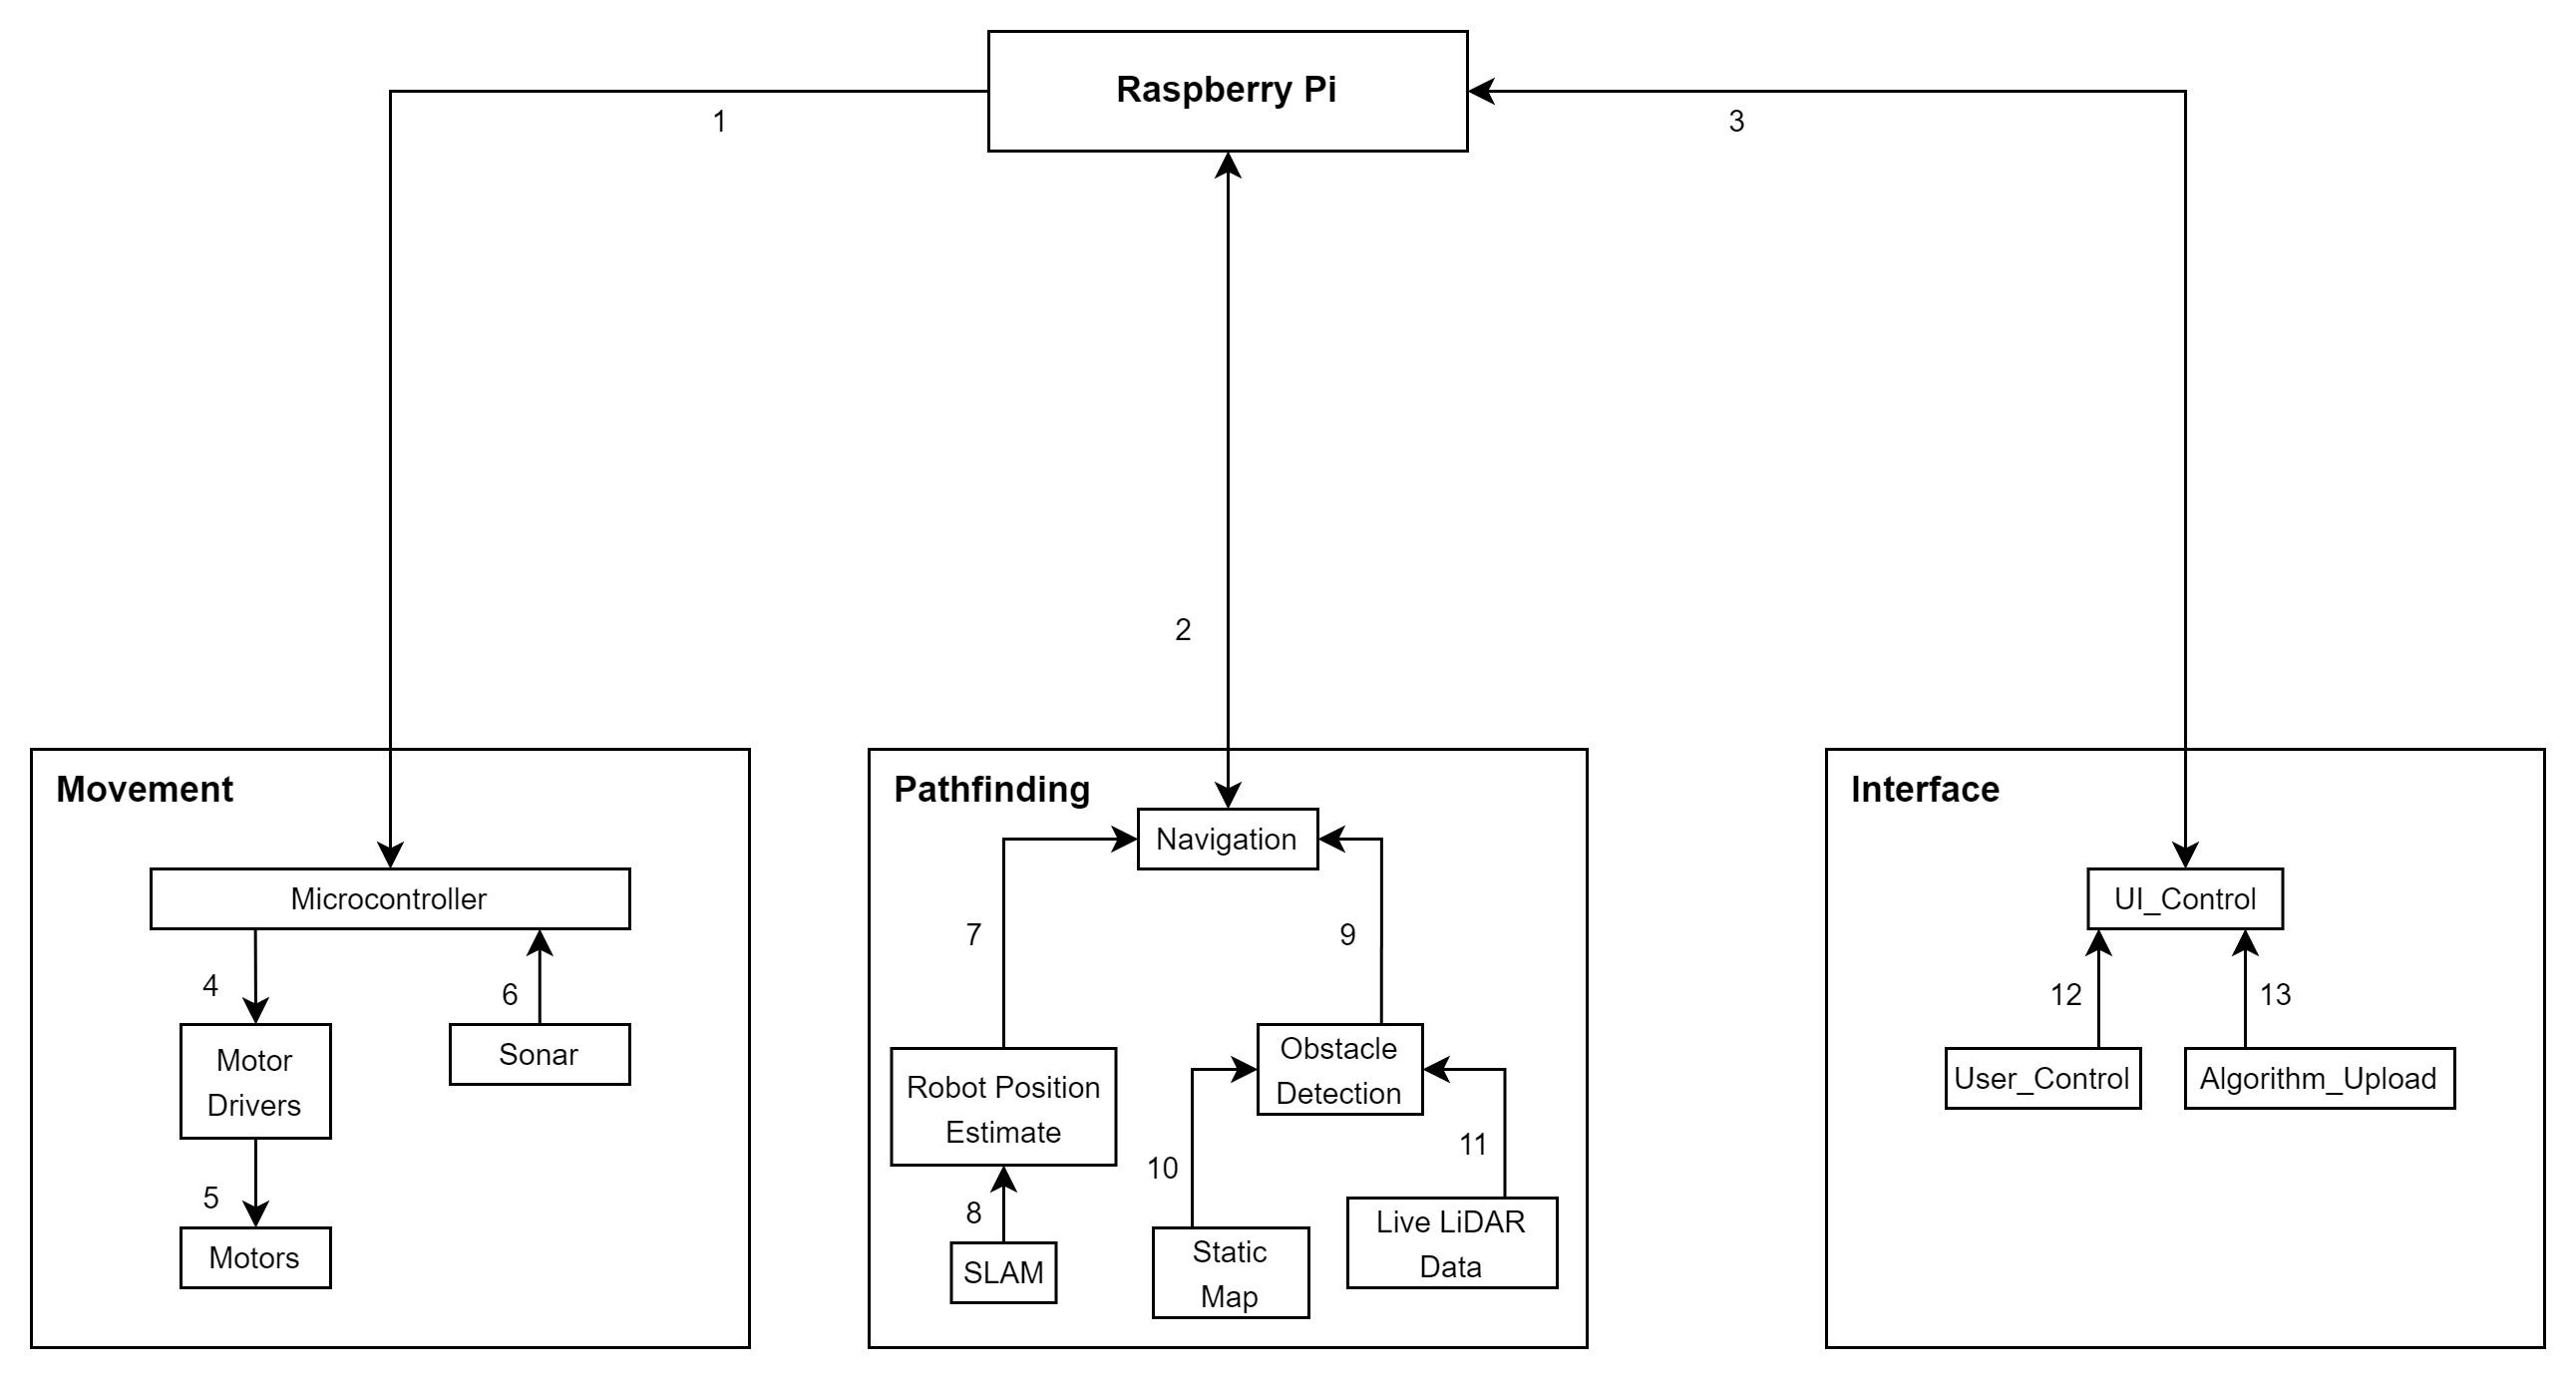 Raspberry Pi
1
3
2
Movement
Microcontroller
4
6
Motor
Drivers
Sonar
5
Motors
Pathfinding
Navigation
7
9
Robot Position
Estimate
Obstacle
Detection
8
10
11
SLAM
Static
Map
Live LiDAR
Data
Interface
UI_Control
12
13
User_Control
Algorithm_Upload